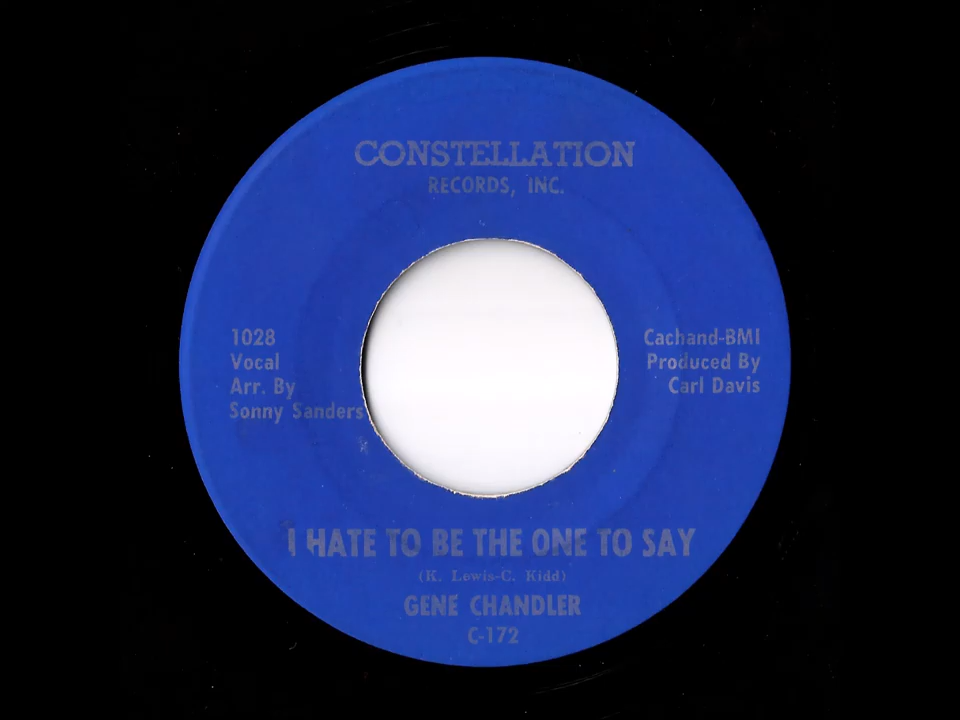 CONSTELLATION
RECORDS, INC.
1028
Vocal
Arr. By
Sonny Sanders
Cachand-BMI
Produced By
Carl Davis
I HATE TO BE THE ONE TO SAY
(K. Lewis-C. Kidd)
GENE CHANDLER
C-172